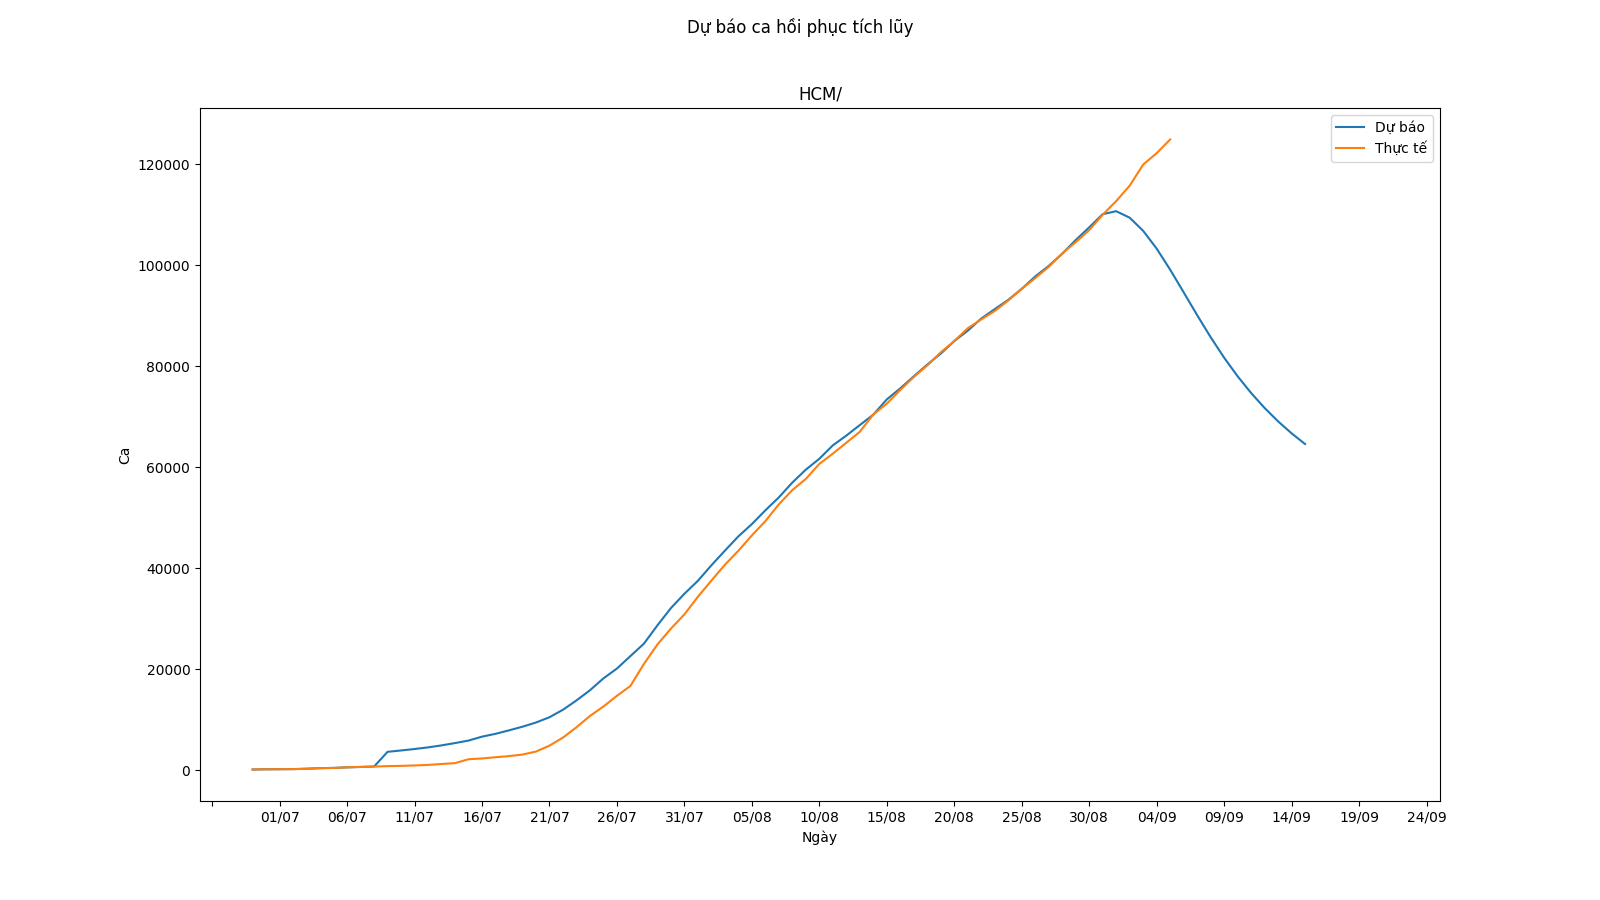 Dự báo ca hồi phục tích lũy
HCM/
Dự báo
Thực tế
120000
100000
80000
60000
40000
20000
0
Ca
01/07 06/07 11/07 16/07 21/07 26/07 31/07 05/08 10/08 15/08 20/08 25/08 30/08 04/09 09/09 14/09 19/09 24/09
Ngày